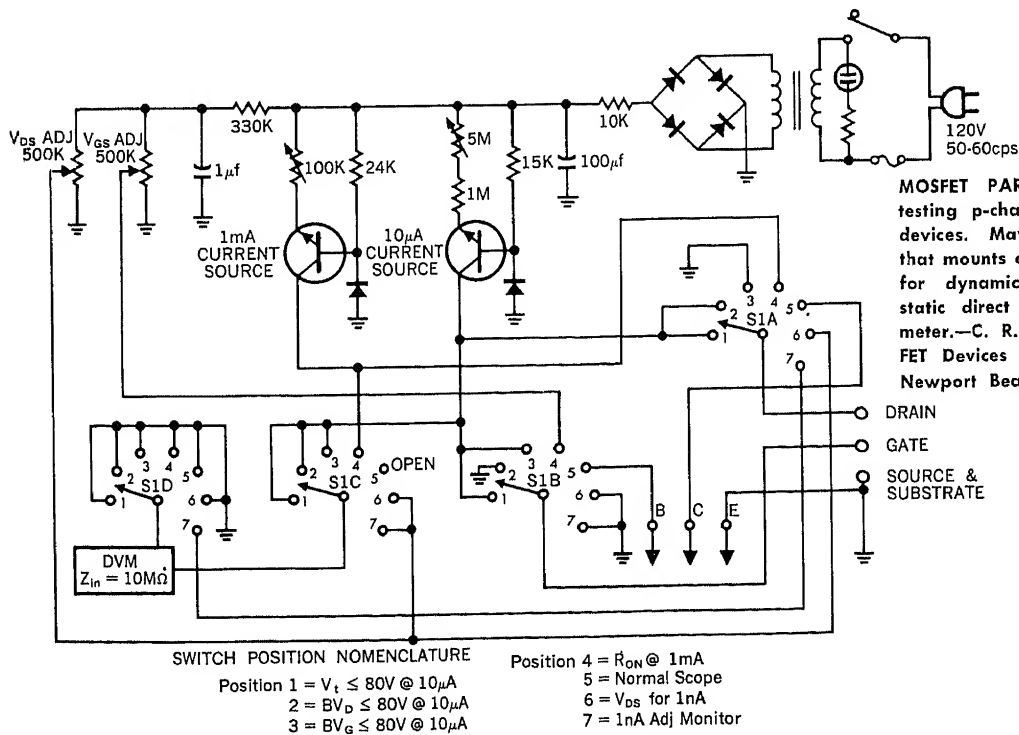 330K
10K
V_DS ADJ
500K
V_GS ADJ
500K
1µf
100K
24K
5M
1M
15K
100µf
120V
50-60cps
1mA
CURRENT
SOURCE
10µA
CURRENT
SOURCE
MOSFET PAR
testing p-cha
devices. Ma
that mounts
for dynamic
static direct
meter.—C. R.
FET Devices
Newport Bea
1
2
3
4
5
6
7
S1A
DRAIN
GATE
SOURCE &
SUBSTRATE
1
2
3
4
5
6
7
S1D
1
2
3
4
5
6
7
OPEN
S1C
1
2
3
4
5
6
7
S1B
B
C
E
DVM
Z_in = 10MΩ
SWITCH POSITION NOMENCLATURE
Position 1 = V_t ≤ 80V @ 10µA
2 = BV_D ≤ 80V @ 10µA
3 = BV_G ≤ 80V @ 10µA
Position 4 = R_ON @ 1mA
5 = Normal Scope
6 = V_DS for 1nA
7 = 1nA Adj Monitor